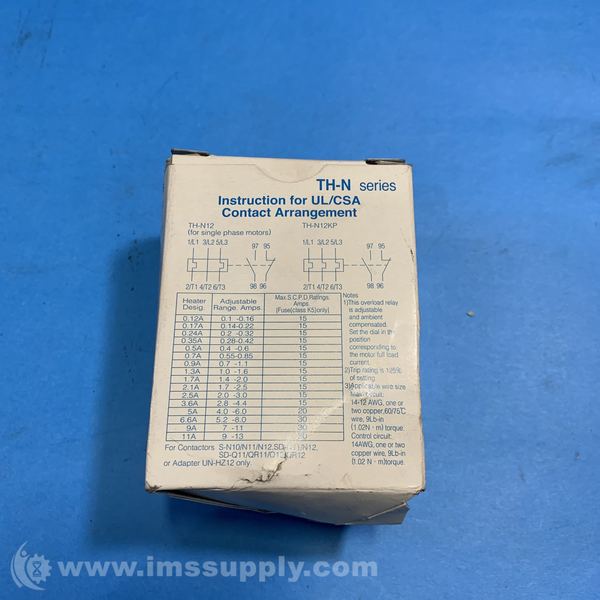 TH-N series
Instruction for UL/CSA
Contact Arrangement
TH-N12
(for single phase motors)
TH-N12KP
1/L1 3/L2 5/L3
97 95
1/L1 3/L2 5/L3
97 95
2/T1 4/T2 6/T3
98 96
2/T1 4/T2 6/T3
98 96
Heater Desig. Adjustable Range. Amps. Max.S.C.P.D.Ratings. Amps [Fuse(class K5)only]
0.12A 0.1 -0.16 15
0.17A 0.14-0.22 15
0.24A 0.2 -0.32 15
0.35A 0.28-0.42 15
0.5A 0.4 -0.6 15
0.7A 0.55-0.85 15
0.9A 0.7 -1.1 15
1.3A 1.0 -1.6 15
1.7A 1.4 -2.0 15
2.1A 1.7 -2.5 15
2.5A 2.0 -3.0 15
3.6A 2.8 -4.4 15
5A 4.0 -6.0 20
6.6A 5.2 -8.0 30
9A 7 -11 30
11A 9 -13
Notes
1)This overload relay
is adjustable
and ambient
compensated.
Set the dial in the
position
corresponding to
the motor full load
current.
2)Trip rating is 125%
of setting
3)Applicable wire size
circuit:
14-12 AWG, one or
two copper,60/75℃
wire, 9Lb-in
(1.02N·m)torque.
Control circuit:
14AWG, one or two
copper wire, 9Lb-in
(1.02 N·m)torque.
For Contactors S-N10/N11/N12,
SD-Q11/QR11/Q12/QR12
or Adapter UN-HZ12 only.
www.imssupply.com